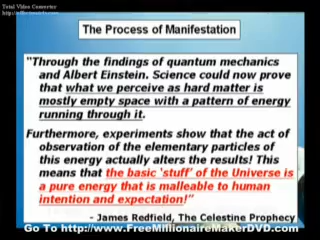 Total Video Converter
The Process of Manifestation
“Through the findings of quantum mechanics
and Albert Einstein. Science could now prove
that what we perceive as hard matter is
mostly empty space with a pattern of energy
running through it.
Furthermore, experiments show that the act of
observation of the elementary particles of
this energy actually alters the results! This
means that the basic ‘stuff’ of the Universe is
a pure energy that is malleable to human
intention and expectation!”
- James Redfield, The Celestine Prophecy
Go To http://www.FreeMillionaireMakerDVD.com